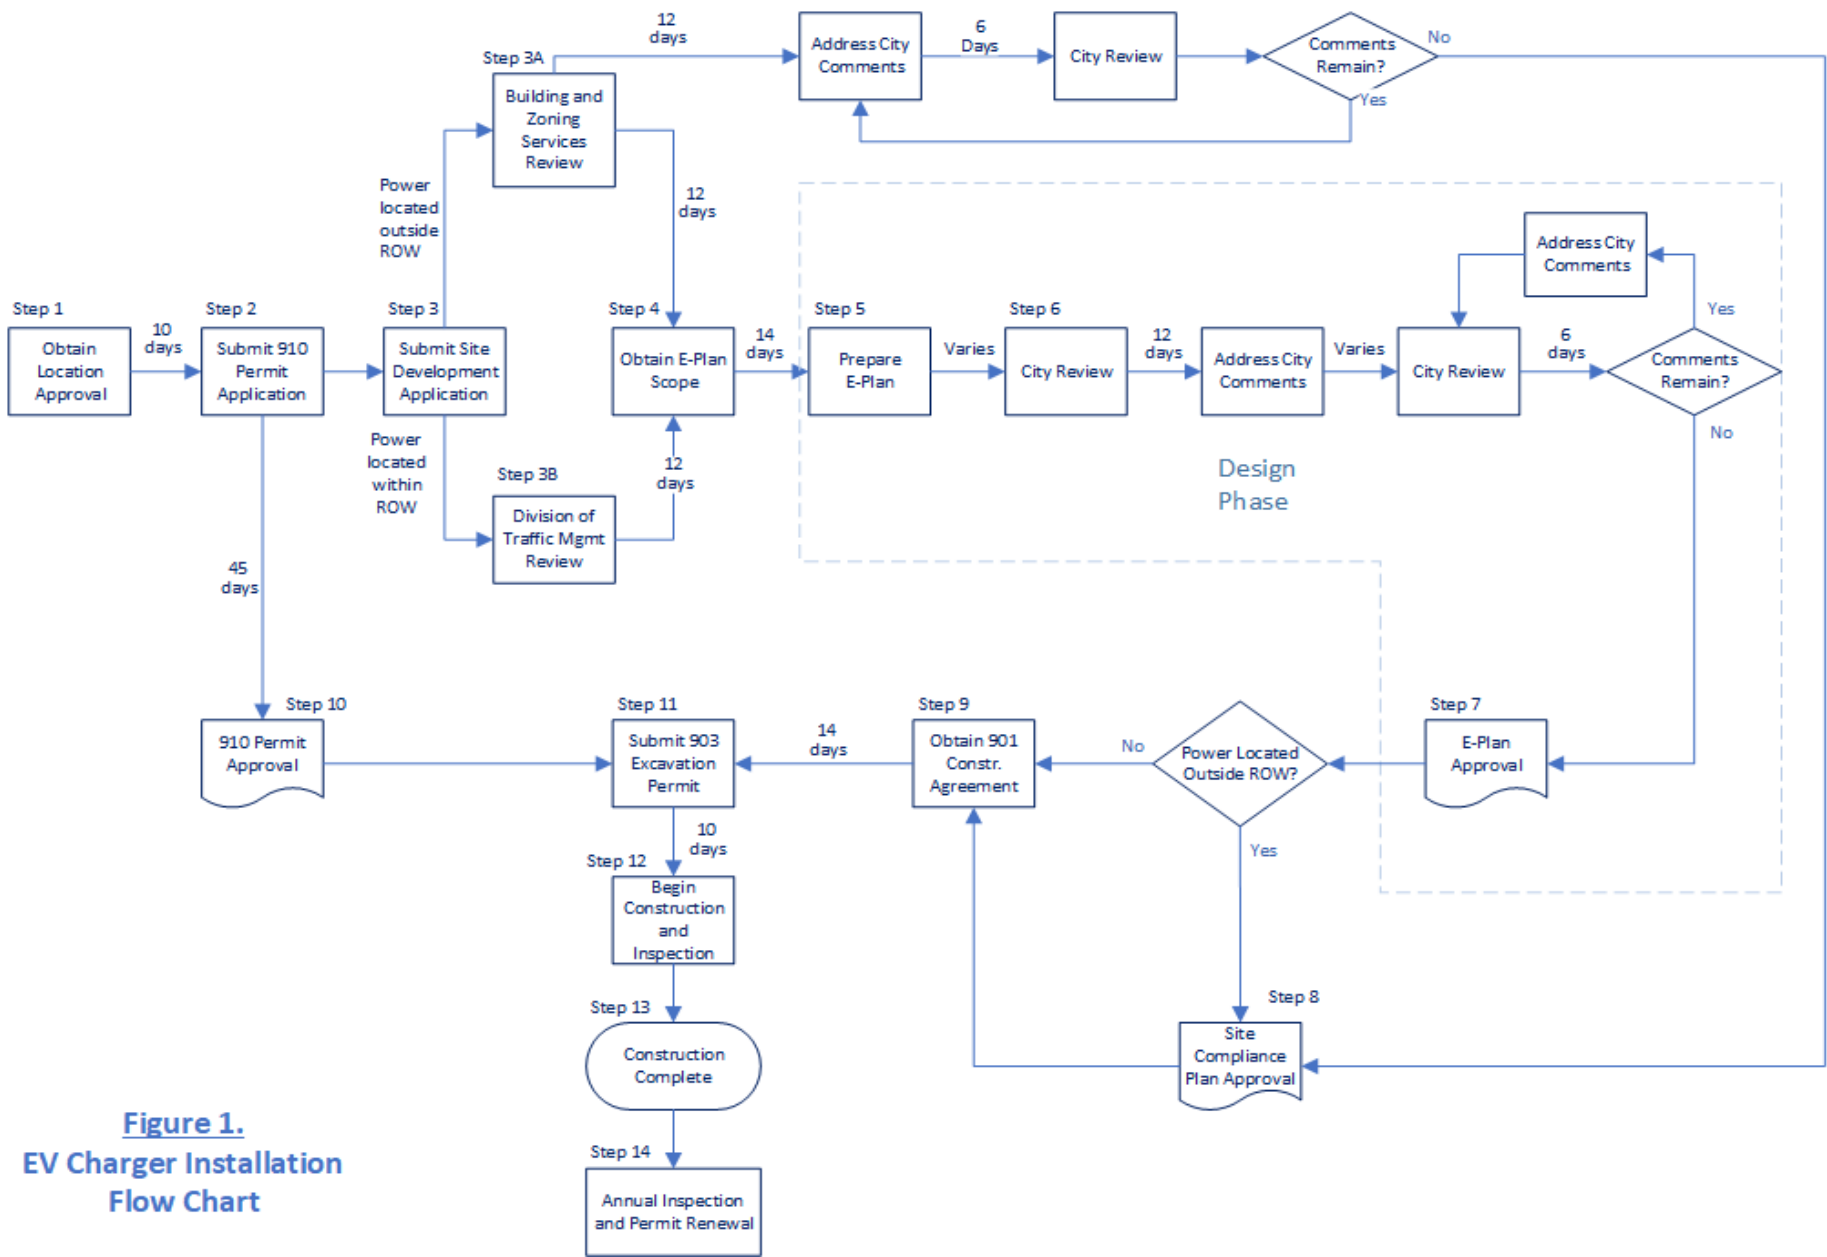 12
days
Address City
Comments
6
Days
City Review
Comments
Remain?
No
Yes
Step 3A
Building and
Zoning
Services
Review
Power
located
outside
ROW
12
days
Address City
Comments
Yes
Step 1
Obtain
Location
Approval
10
days
Step 2
Submit 910
Permit
Application
Step 3
Submit Site
Development
Application
Step 4
Obtain E-Plan
Scope
14
days
Step 5
Prepare
E-Plan
Varies
Step 6
City Review
12
days
Address City
Comments
Varies
City Review
6
days
Comments
Remain?
No
Power
located
within
ROW
Step 3B
Division of
Traffic Mgmt
Review
12
days
Design
Phase
45
days
Step 10
910 Permit
Approval
Step 11
Submit 903
Excavation
Permit
14
days
Step 9
Obtain 901
Constr.
Agreement
No
Power Located
Outside ROW?
Yes
Step 7
E-Plan
Approval
10
days
Step 12
Begin
Construction
and
Inspection
Step 13
Construction
Complete
Step 8
Site
Compliance
Plan Approval
Step 14
Annual Inspection
and Permit Renewal
Figure 1.
EV Charger Installation
Flow Chart